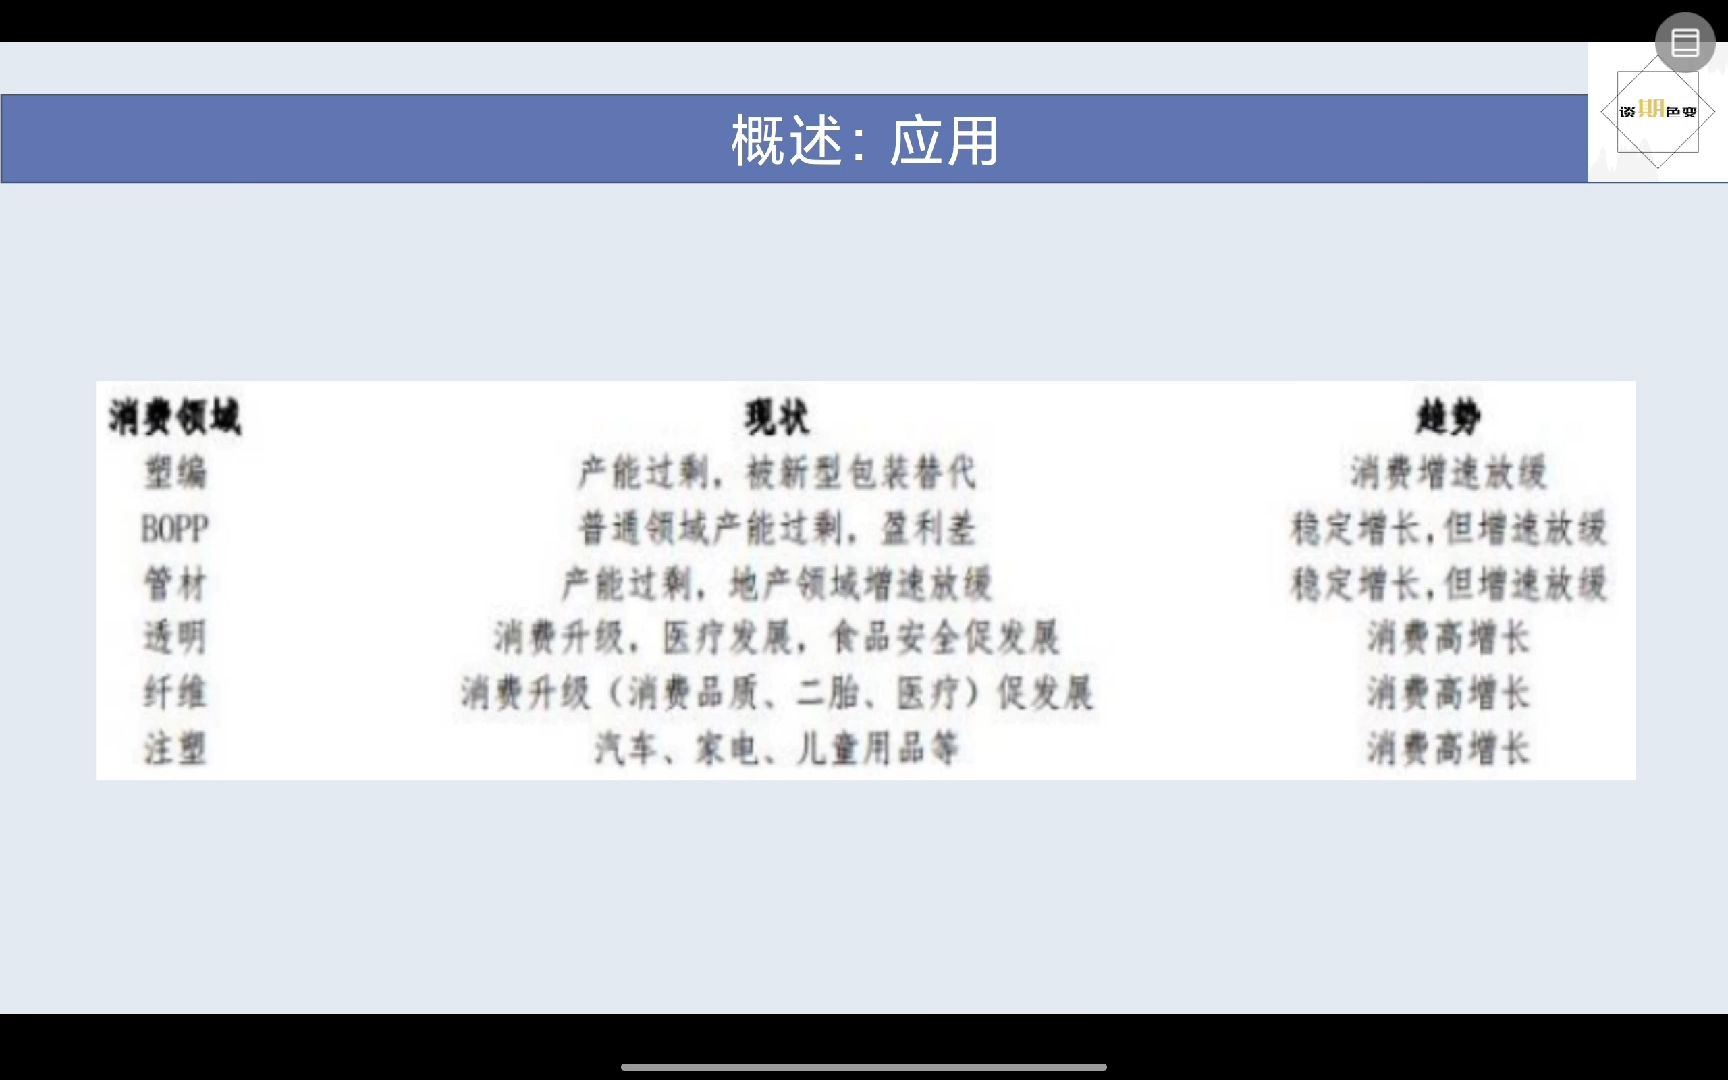 概述：应用
谈期色变
消费领域 现状 趋势
塑编 产能过剩，被新型包装替代 消费增速放缓
BOPP 普通领域产能过剩，盈利差 稳定增长，但增速放缓
管材 产能过剩，地产领域增速放缓 稳定增长，但增速放缓
透明 消费升级，医疗发展，食品安全促发展 消费高增长
纤维 消费升级（消费品质、二胎、医疗）促发展 消费高增长
注塑 汽车、家电、儿童用品等 消费高增长